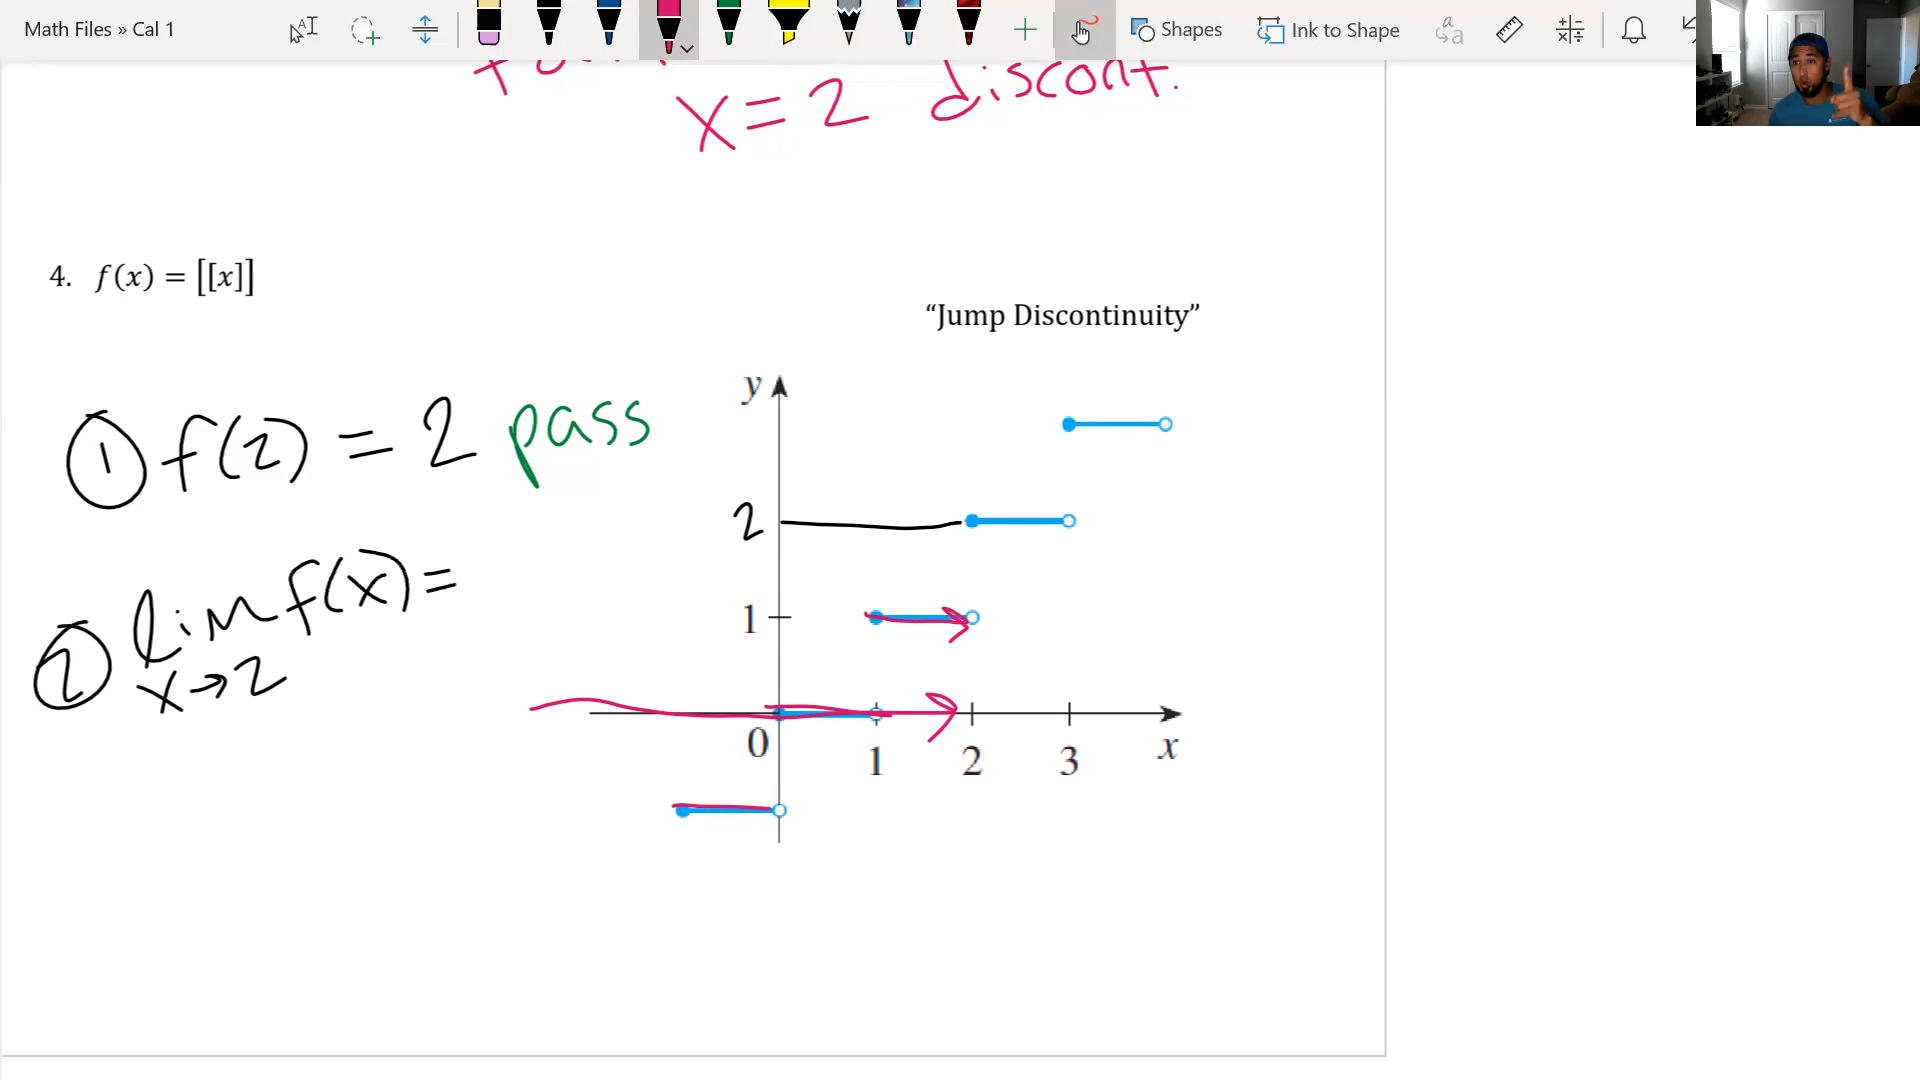 Math Files » Cal 1
Shapes
Ink to Shape
x = 2 discont.
4. f(x) = [[x]]
"Jump Discontinuity"
① f(2) = 2 pass
② lim f(x) =
x→2
y
2
1
0
1
2
3
x